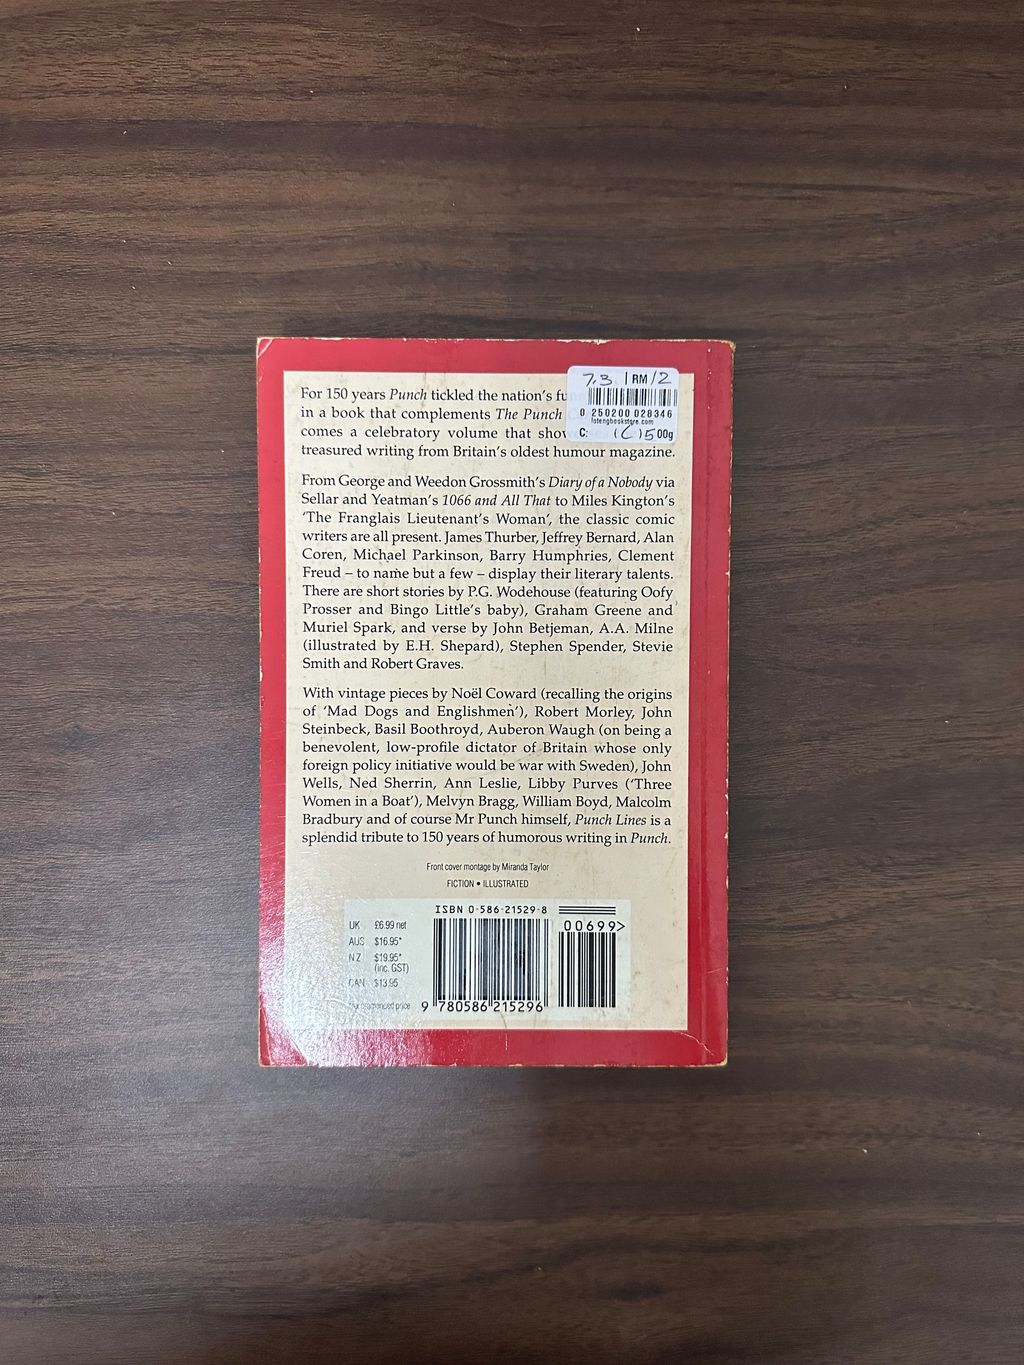 For 150 years Punch tickled the nation's
in a book that complements The Punch
comes a celebratory volume that
treasured writing from Britain's oldest humour magazine.
7.3 | RM 12
0 250200 028346
C: 00g
From George and Weedon Grossmith's Diary of a Nobody via
Sellar and Yeatman's 1066 and All That to Miles Kington's
'The Franglais Lieutenant's Woman', the classic comic
writers are all present. James Thurber, Jeffrey Bernard, Alan
Coren, Michael Parkinson, Barry Humphries, Clement
Freud – to name but a few – display their literary talents.
There are short stories by P.G. Wodehouse (featuring Oofy
Prosser and Bingo Little's baby), Graham Greene and
Muriel Spark, and verse by John Betjeman, A.A. Milne
(illustrated by E.H. Shepard), Stephen Spender, Stevie
Smith and Robert Graves.
With vintage pieces by Noël Coward (recalling the origins
of 'Mad Dogs and Englishmen'), Robert Morley, John
Steinbeck, Basil Boothroyd, Auberon Waugh (on being a
benevolent, low-profile dictator of Britain whose only
foreign policy initiative would be war with Sweden), John
Wells, Ned Sherrin, Ann Leslie, Libby Purves ('Three
Women in a Boat'), Melvyn Bragg, William Boyd, Malcolm
Bradbury and of course Mr Punch himself, Punch Lines is a
splendid tribute to 150 years of humorous writing in Punch.
Front cover montage by Miranda Taylor
FICTION • ILLUSTRATED
ISBN 0-586-21529-8
00699>
UK £6.99 net
AUS $16.95*
NZ $19.95*
(inc. GST)
CAN $13.95
price
9 780586 215296